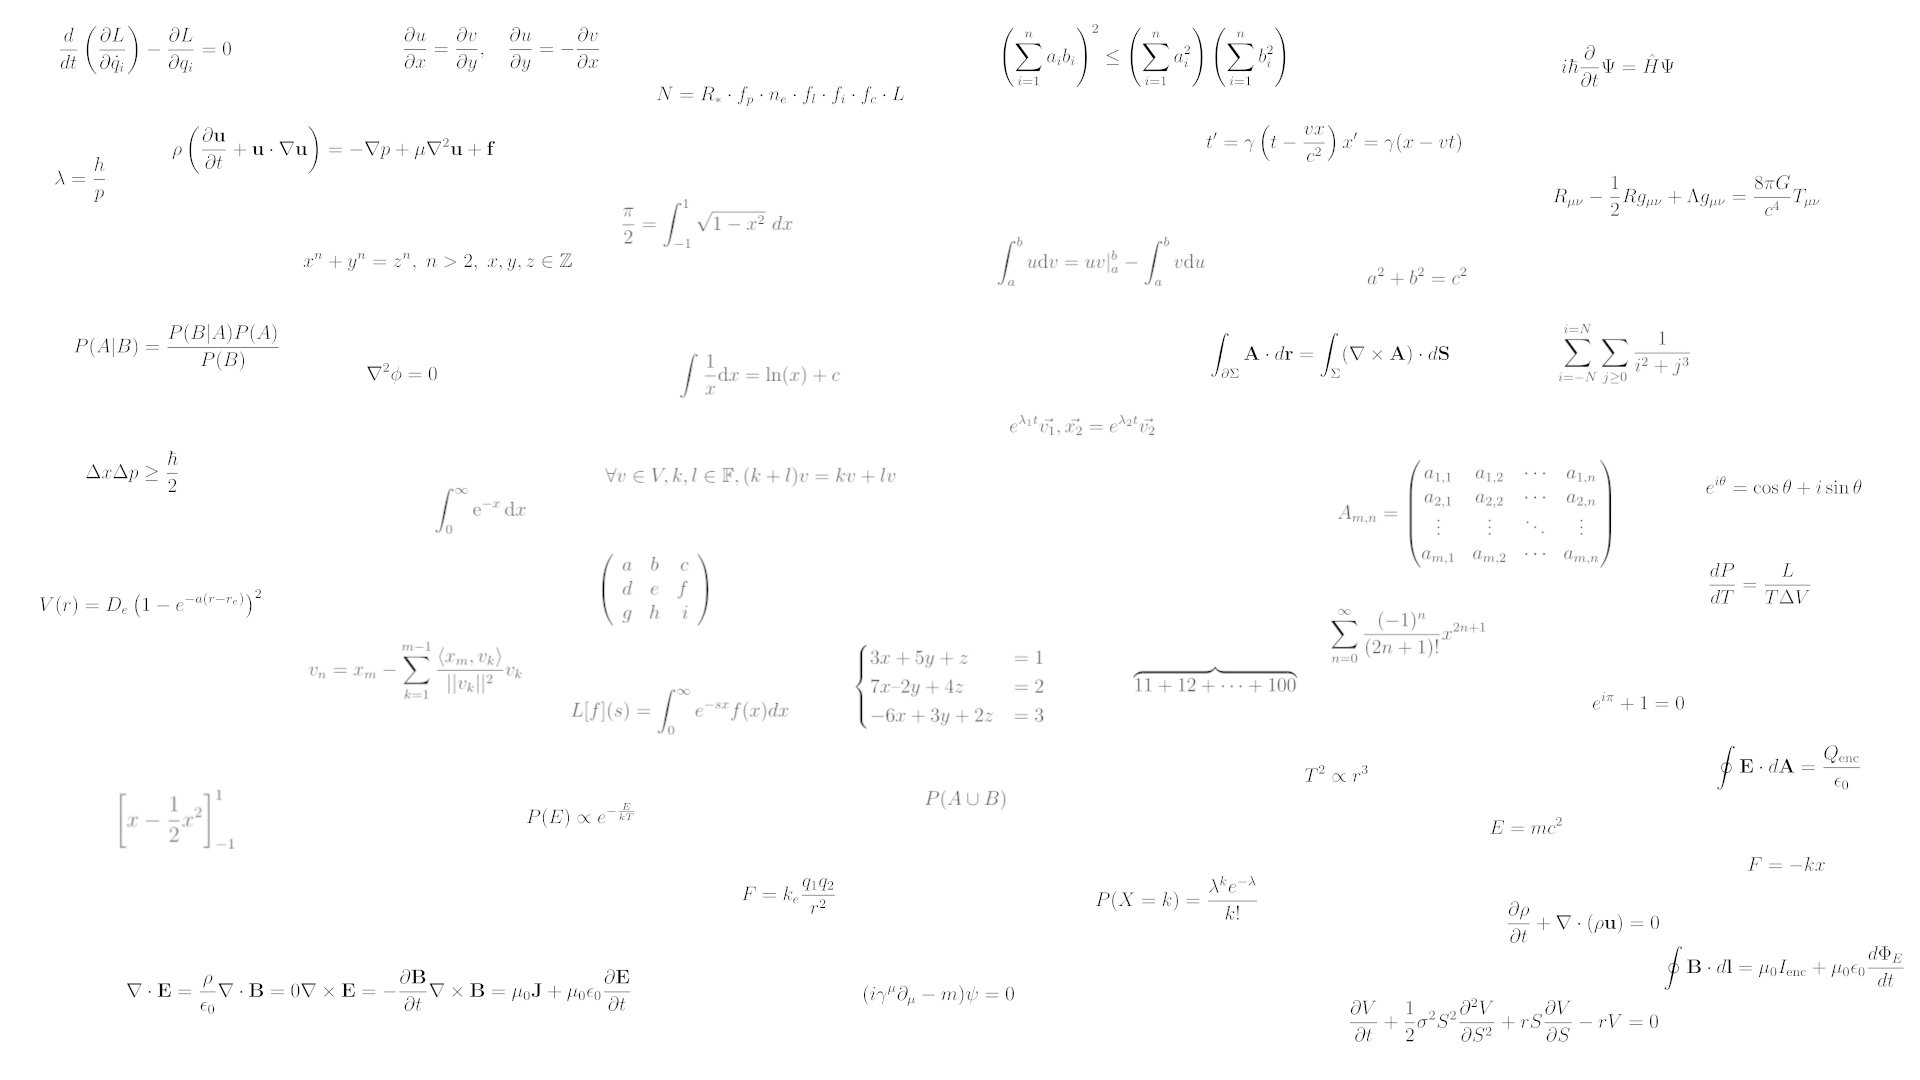 $\frac{d}{dt}\left(\frac{\partial L}{\partial \dot{q}_i}\right) - \frac{\partial L}{\partial q_i} = 0$
$\frac{\partial u}{\partial x} = \frac{\partial v}{\partial y}, \quad \frac{\partial u}{\partial y} = -\frac{\partial v}{\partial x}$
$\left(\sum_{i=1}^{n} a_i b_i\right)^2 \leq \left(\sum_{i=1}^{n} a_i^2\right)\left(\sum_{i=1}^{n} b_i^2\right)$
$i\hbar\frac{\partial}{\partial t}\Psi = \hat{H}\Psi$
$N = R_* \cdot f_p \cdot n_e \cdot f_l \cdot f_i \cdot f_c \cdot L$
$\rho\left(\frac{\partial \mathbf{u}}{\partial t} + \mathbf{u} \cdot \nabla \mathbf{u}\right) = -\nabla p + \mu \nabla^2 \mathbf{u} + \mathbf{f}$
$t' = \gamma\left(t - \frac{vx}{c^2}\right) x' = \gamma(x - vt)$
$\lambda = \frac{h}{p}$
$R_{\mu\nu} - \frac{1}{2}Rg_{\mu\nu} + \Lambda g_{\mu\nu} = \frac{8\pi G}{c^4}T_{\mu\nu}$
$\frac{\pi}{2} = \int_{-1}^{1} \sqrt{1 - x^2}\ dx$
$x^n + y^n = z^n,\ n > 2,\ x, y, z \in \mathbb{Z}$
$\int_a^b u\mathrm{d}v = uv|_a^b - \int_a^b v\mathrm{d}u$
$a^2 + b^2 = c^2$
$P(A|B) = \frac{P(B|A)P(A)}{P(B)}$
$\nabla^2 \phi = 0$
$\int \frac{1}{x}\mathrm{d}x = \ln(x) + c$
$\int_{\partial\Sigma} \mathbf{A} \cdot d\mathbf{r} = \int_{\Sigma} (\nabla \times \mathbf{A}) \cdot d\mathbf{S}$
$\sum_{i=-N}^{i=N} \sum_{j \geq 0} \frac{1}{i^2 + j^3}$
$e^{\lambda_1 t}\vec{v_1}, \vec{x_2} = e^{\lambda_2 t}\vec{v_2}$
$\Delta x \Delta p \geq \frac{\hbar}{2}$
$\forall v \in V, k, l \in \mathbb{F}, (k + l)v = kv + lv$
$\int_0^\infty \mathrm{e}^{-x}\,\mathrm{d}x$
$A_{m,n} = \begin{pmatrix} a_{1,1} & a_{1,2} & \cdots & a_{1,n} \\ a_{2,1} & a_{2,2} & \cdots & a_{2,n} \\ \vdots & \vdots & \ddots & \vdots \\ a_{m,1} & a_{m,2} & \cdots & a_{m,n} \end{pmatrix}$
$e^{i\theta} = \cos\theta + i\sin\theta$
$\left(\begin{array}{ccc} a & b & c \\ d & e & f \\ g & h & i \end{array}\right)$
$\frac{dP}{dT} = \frac{L}{T\Delta V}$
$V(r) = D_e\left(1 - e^{-a(r - r_e)}\right)^2$
$\sum_{n=0}^{\infty} \frac{(-1)^n}{(2n+1)!}x^{2n+1}$
$v_n = x_m - \sum_{k=1}^{m-1} \frac{\langle x_m, v_k \rangle}{||v_k||^2} v_k$
$\begin{cases} 3x + 5y + z & = 1 \\ 7x – 2y + 4z & = 2 \\ -6x + 3y + 2z & = 3 \end{cases}$
$\overbrace{11 + 12 + \cdots + 100}$
$L[f](s) = \int_0^\infty e^{-sx}f(x)dx$
$e^{i\pi} + 1 = 0$
$\oint \mathbf{E} \cdot d\mathbf{A} = \frac{Q_{\mathrm{enc}}}{\epsilon_0}$
$T^2 \propto r^3$
$\left[x - \frac{1}{2}x^2\right]_{-1}^{1}$
$P(E) \propto e^{-\frac{E}{kT}}$
$P(A \cup B)$
$E = mc^2$
$F = -kx$
$F = k_e\frac{q_1 q_2}{r^2}$
$P(X = k) = \frac{\lambda^k e^{-\lambda}}{k!}$
$\frac{\partial \rho}{\partial t} + \nabla \cdot (\rho \mathbf{u}) = 0$
$\oint \mathbf{B} \cdot d\mathbf{l} = \mu_0 I_{\mathrm{enc}} + \mu_0 \epsilon_0 \frac{d\Phi_E}{dt}$
$\nabla \cdot \mathbf{E} = \frac{\rho}{\epsilon_0} \nabla \cdot \mathbf{B} = 0 \nabla \times \mathbf{E} = -\frac{\partial \mathbf{B}}{\partial t} \nabla \times \mathbf{B} = \mu_0 \mathbf{J} + \mu_0 \epsilon_0 \frac{\partial \mathbf{E}}{\partial t}$
$(i\gamma^\mu \partial_\mu - m)\psi = 0$
$\frac{\partial V}{\partial t} + \frac{1}{2}\sigma^2 S^2 \frac{\partial^2 V}{\partial S^2} + rS\frac{\partial V}{\partial S} - rV = 0$